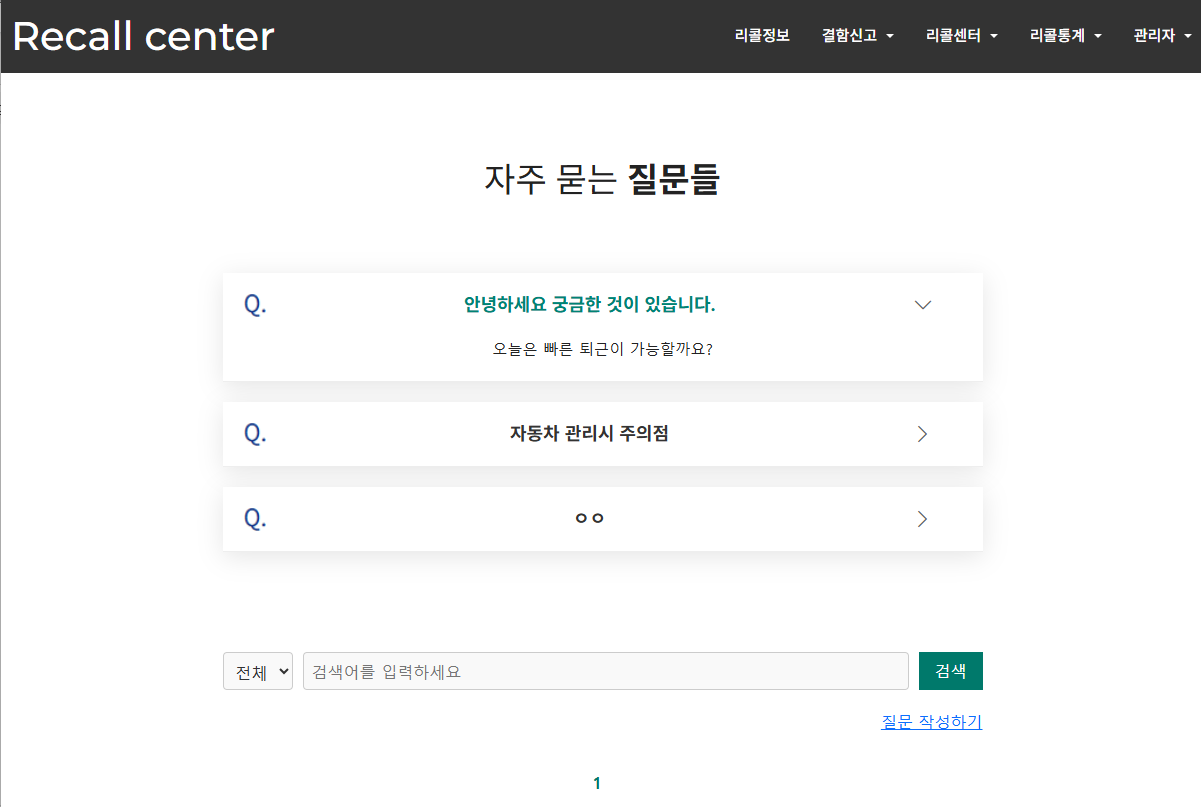 Recall center
리콜정보 결함신고 리콜센터 리콜통계 관리자
자주 묻는 질문들
Q. 안녕하세요 궁금한 것이 있습니다.
오늘은 빠른 퇴근이 가능할까요?
Q. 자동차 관리시 주의점
Q. ㅇㅇ
전체 검색어를 입력하세요 검색
질문 작성하기
1